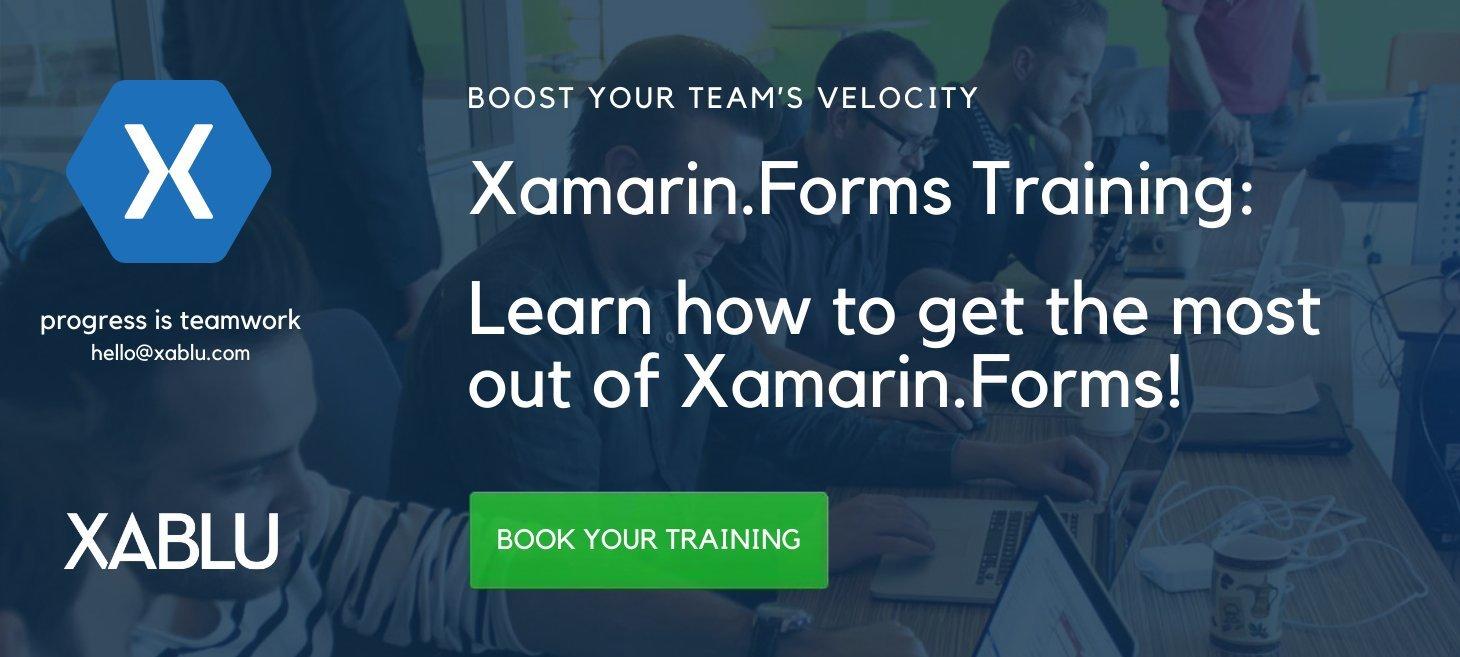 X
progress is teamwork
hello@xablu.com
XABLU
BOOST YOUR TEAM'S VELOCITY
Xamarin.Forms Training:
Learn how to get the most
out of Xamarin.Forms!
BOOK YOUR TRAINING